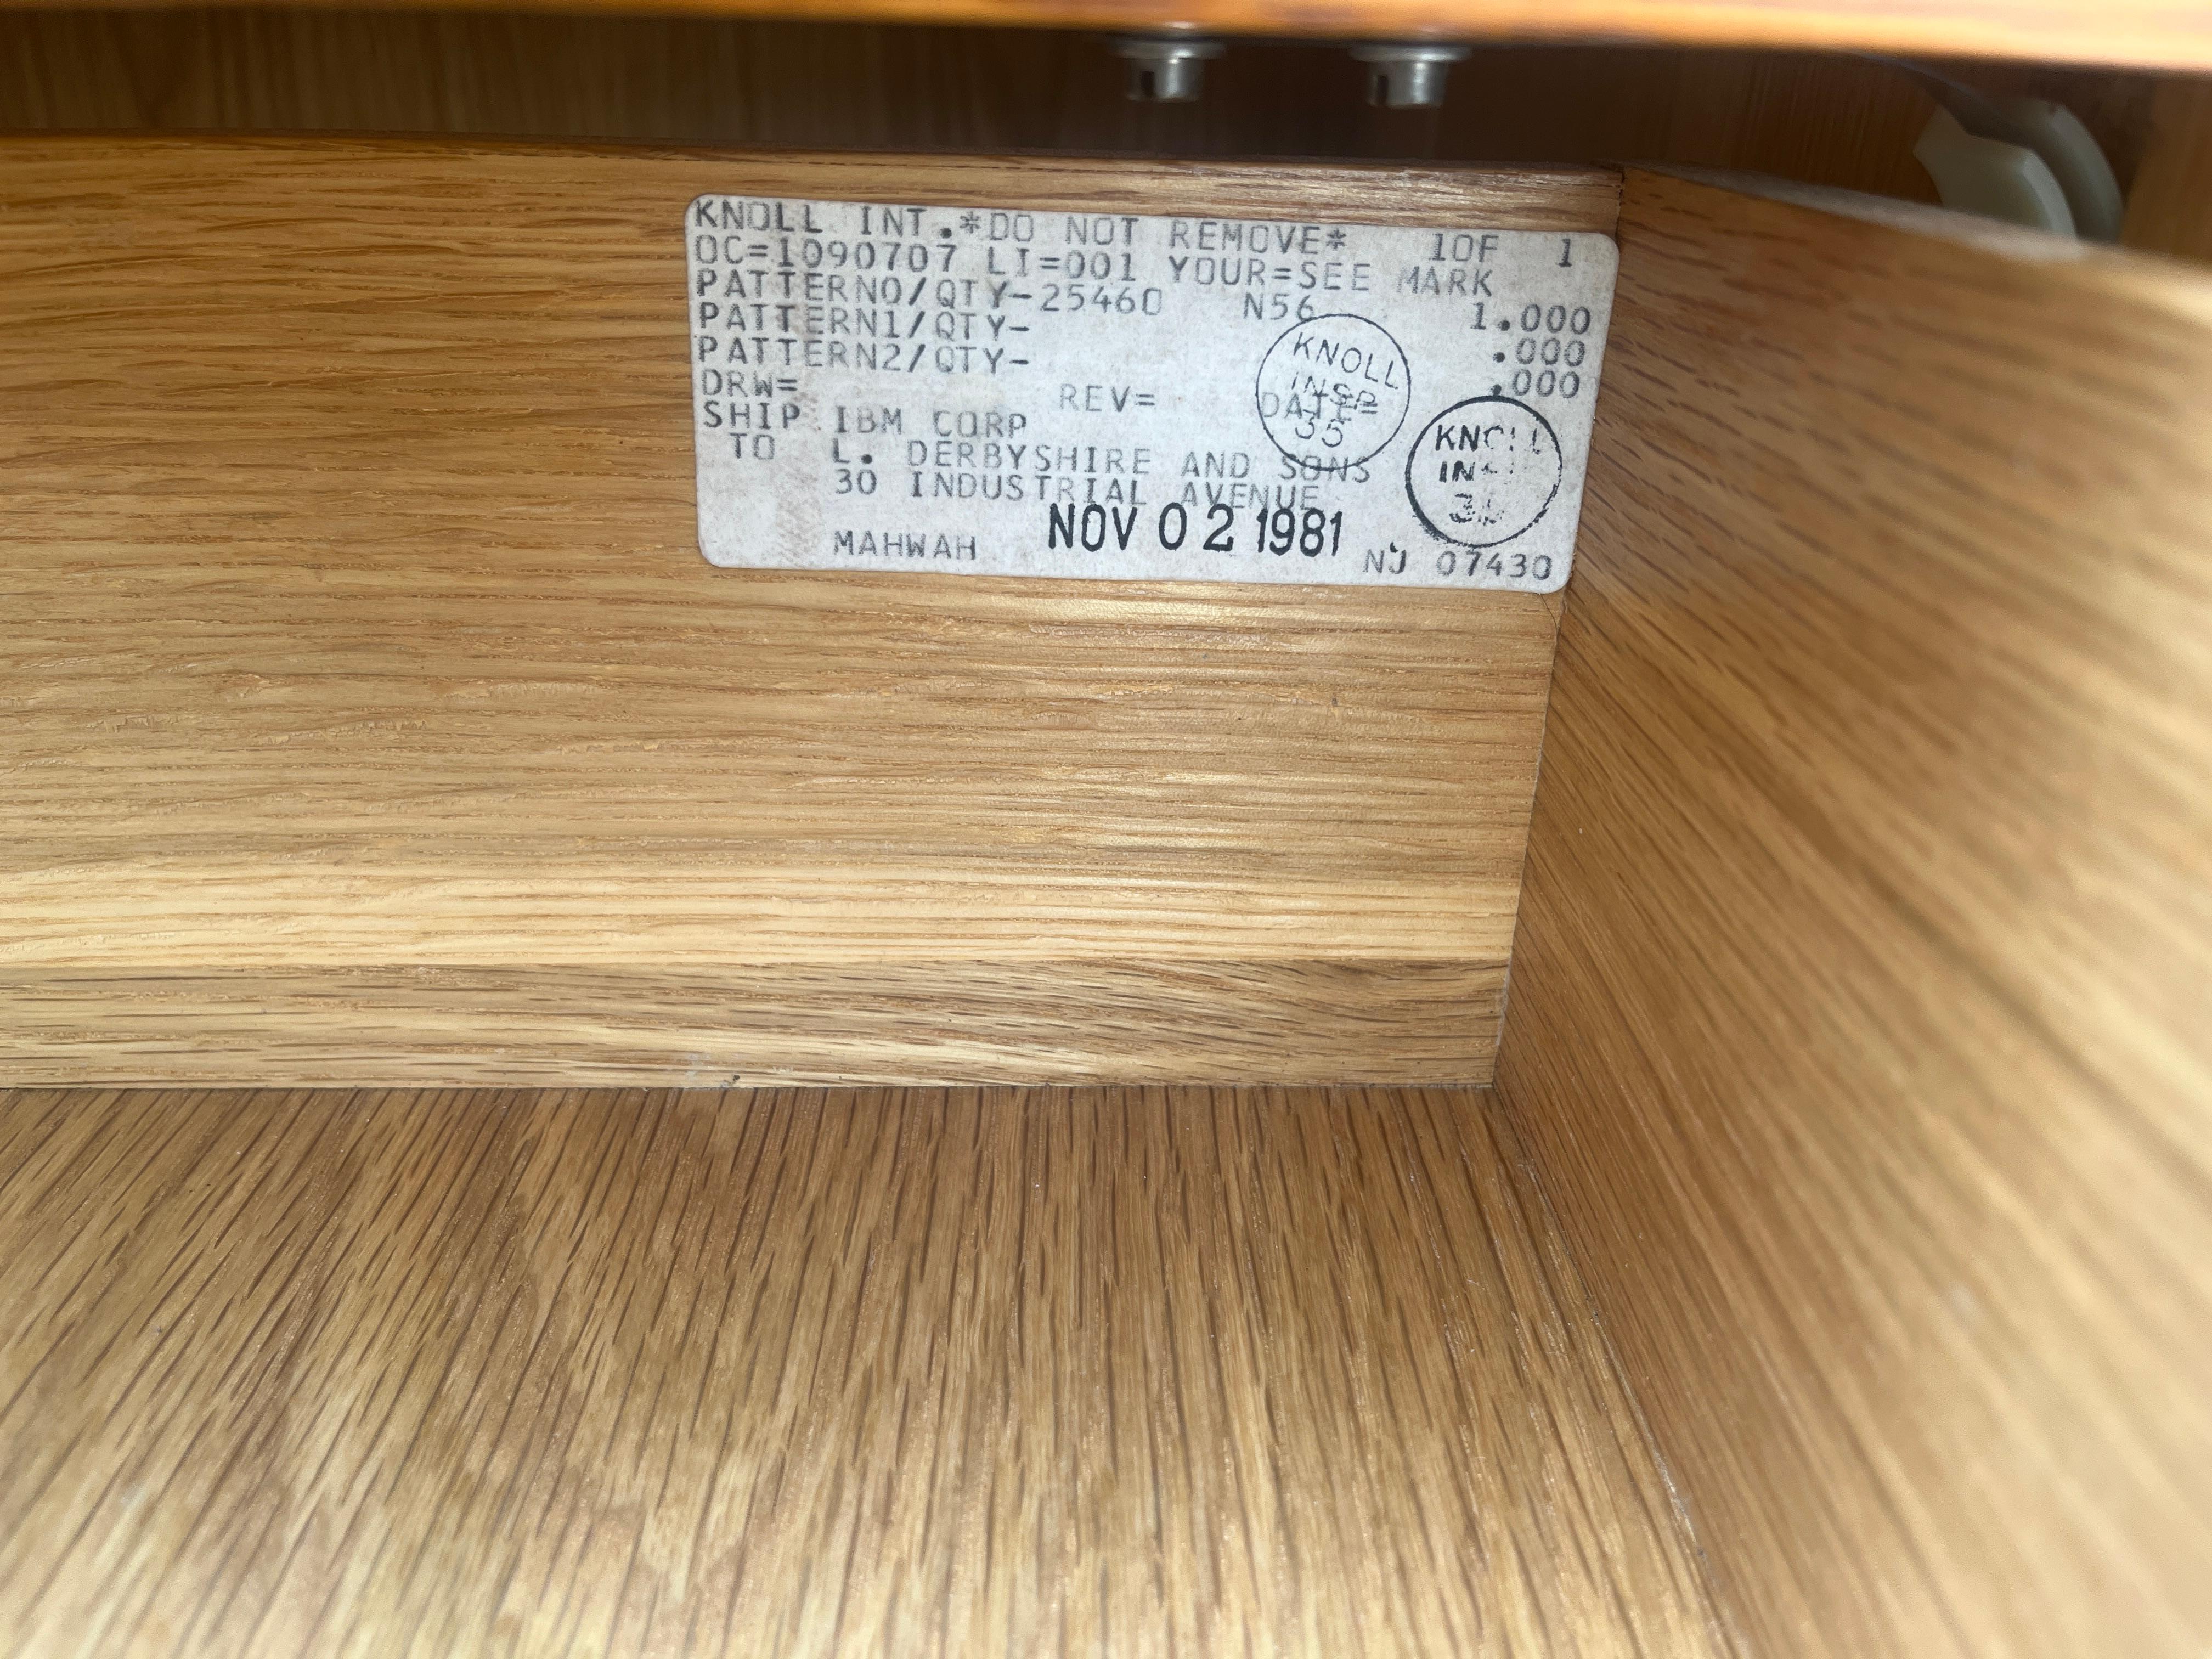 KNOLL INT.*DO NOT REMOVE* 1OF 1
OC=1090707 LI=001 YOUR=SEE MARK
PATTERN0/QTY-25460 N56 1.000
PATTERN1/QTY- .000
PATTERN2/QTY- .000
DRW= REV= DATE=
SHIP IBM CORP
TO L. DERBYSHIRE AND SONS
30 INDUSTRIAL AVENUE
NOV 02 1981
MAHWAH NJ 07430
KNOLL
INSP
35
KNOLL